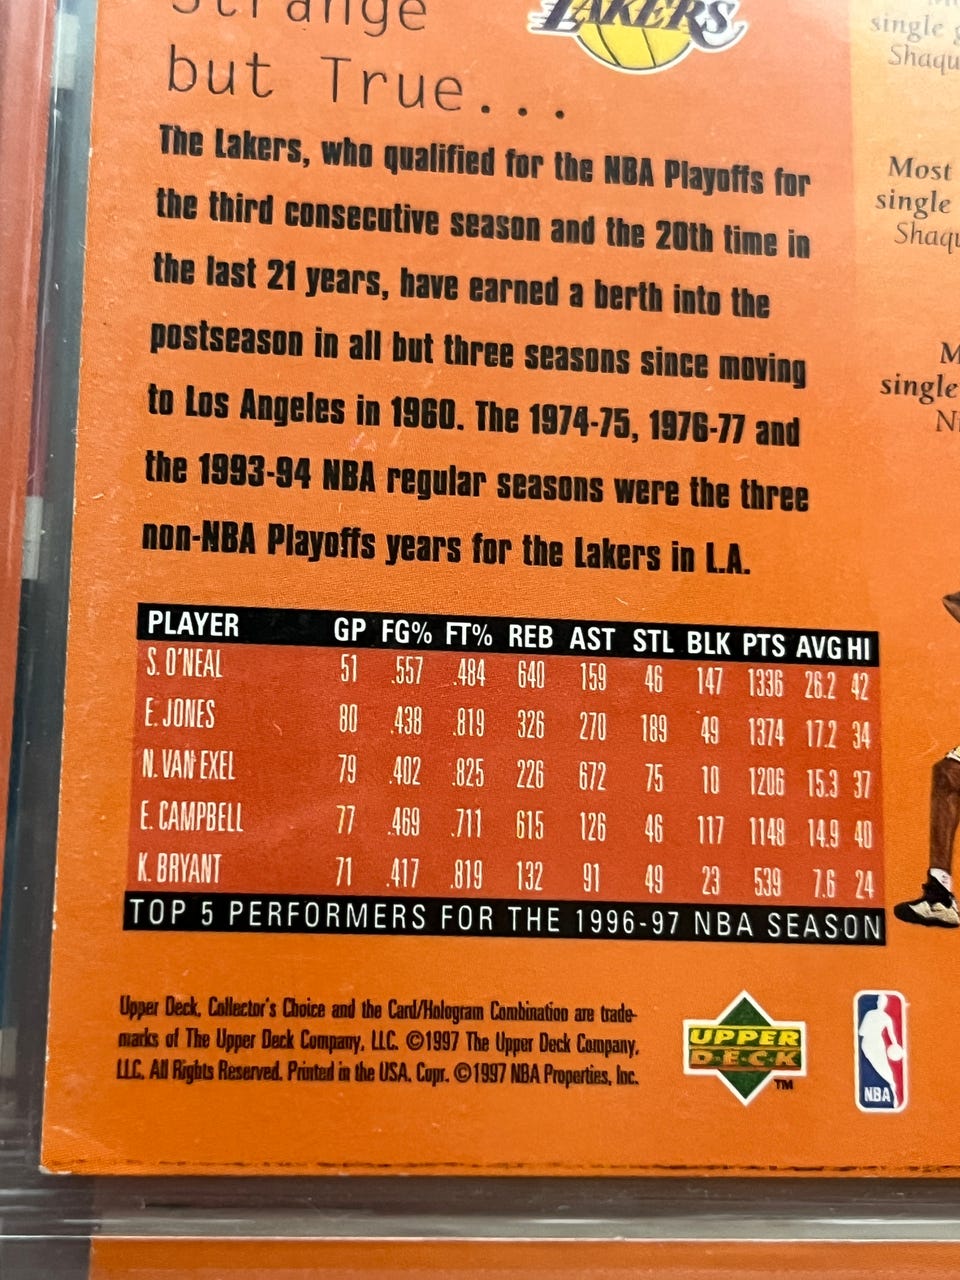 Strange
but True...
LAKERS
The Lakers, who qualified for the NBA Playoffs for
the third consecutive season and the 20th time in
the last 21 years, have earned a berth into the
postseason in all but three seasons since moving
to Los Angeles in 1960. The 1974-75, 1976-77 and
the 1993-94 NBA regular seasons were the three
non-NBA Playoffs years for the Lakers in L.A.
single
Most
single
single
PLAYER GP FG% FT% REB AST STL BLK PTS AVG HI
S. O'NEAL 51 .557 .484 640 159 46 147 1336 26.2 42
E. JONES 80 .438 .819 326 270 189 49 1374 17.2 34
N. VAN EXEL 79 .402 .825 226 672 75 10 1206 15.3 37
E. CAMPBELL 77 .469 .711 615 126 46 117 1148 14.9 40
K. BRYANT 71 .417 .819 132 91 49 23 539 7.6 24
TOP 5 PERFORMERS FOR THE 1996-97 NBA SEASON
Upper Deck, Collector's Choice and the Card/Hologram Combination are trade-
marks of The Upper Deck Company, LLC. ©1997 The Upper Deck Company,
LLC. All Rights Reserved. Printed in the USA. Copr. ©1997 NBA Properties, Inc.
UPPER
DECK
TM
NBA